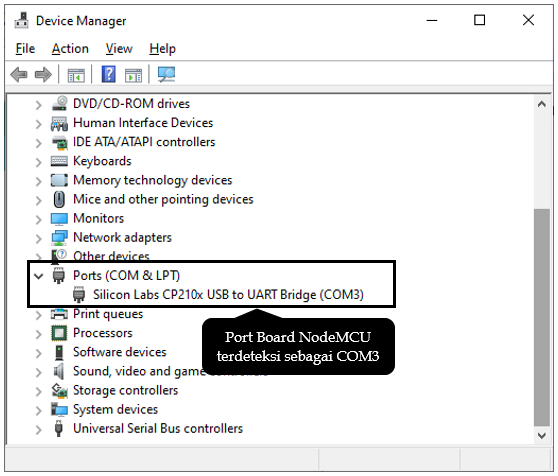 Device Manager
File Action View Help
DVD/CD-ROM drives
Human Interface Devices
IDE ATA/ATAPI controllers
Keyboards
Memory technology devices
Mice and other pointing devices
Monitors
Network adapters
Other devices
Ports (COM & LPT)
Silicon Labs CP210x USB to UART Bridge (COM3)
Print queues
Processors
Software devices
Sound, video and game controllers
Storage controllers
System devices
Universal Serial Bus controllers
Port Board NodeMCU
terdeteksi sebagai COM3